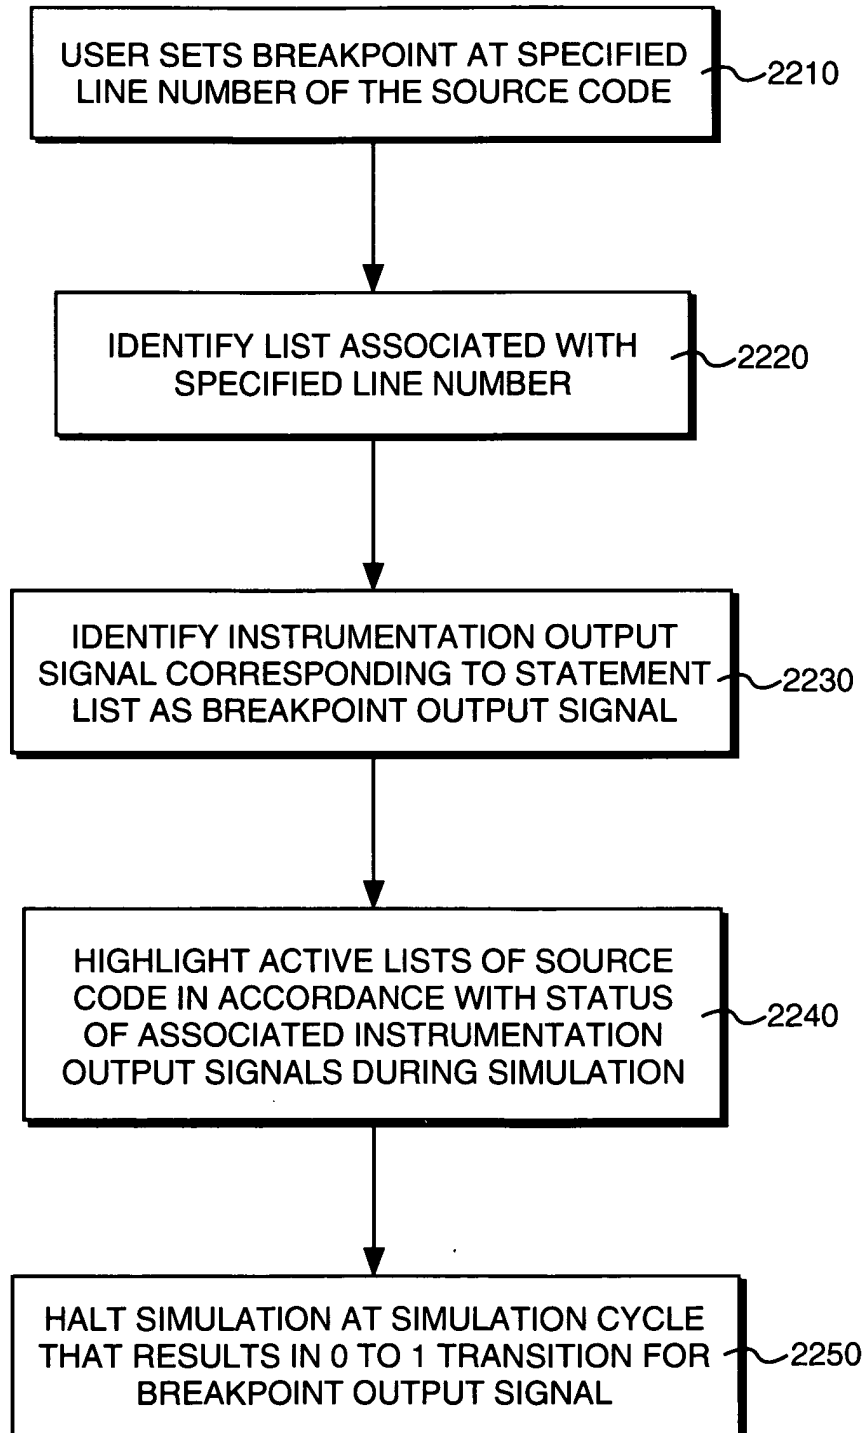 USER SETS BREAKPOINT AT SPECIFIED
LINE NUMBER OF THE SOURCE CODE
2210
IDENTIFY LIST ASSOCIATED WITH
SPECIFIED LINE NUMBER
2220
IDENTIFY INSTRUMENTATION OUTPUT
SIGNAL CORRESPONDING TO STATEMENT
LIST AS BREAKPOINT OUTPUT SIGNAL
2230
HIGHLIGHT ACTIVE LISTS OF SOURCE
CODE IN ACCORDANCE WITH STATUS
OF ASSOCIATED INSTRUMENTATION
OUTPUT SIGNALS DURING SIMULATION
2240
HALT SIMULATION AT SIMULATION CYCLE
THAT RESULTS IN 0 TO 1 TRANSITION FOR
BREAKPOINT OUTPUT SIGNAL
2250